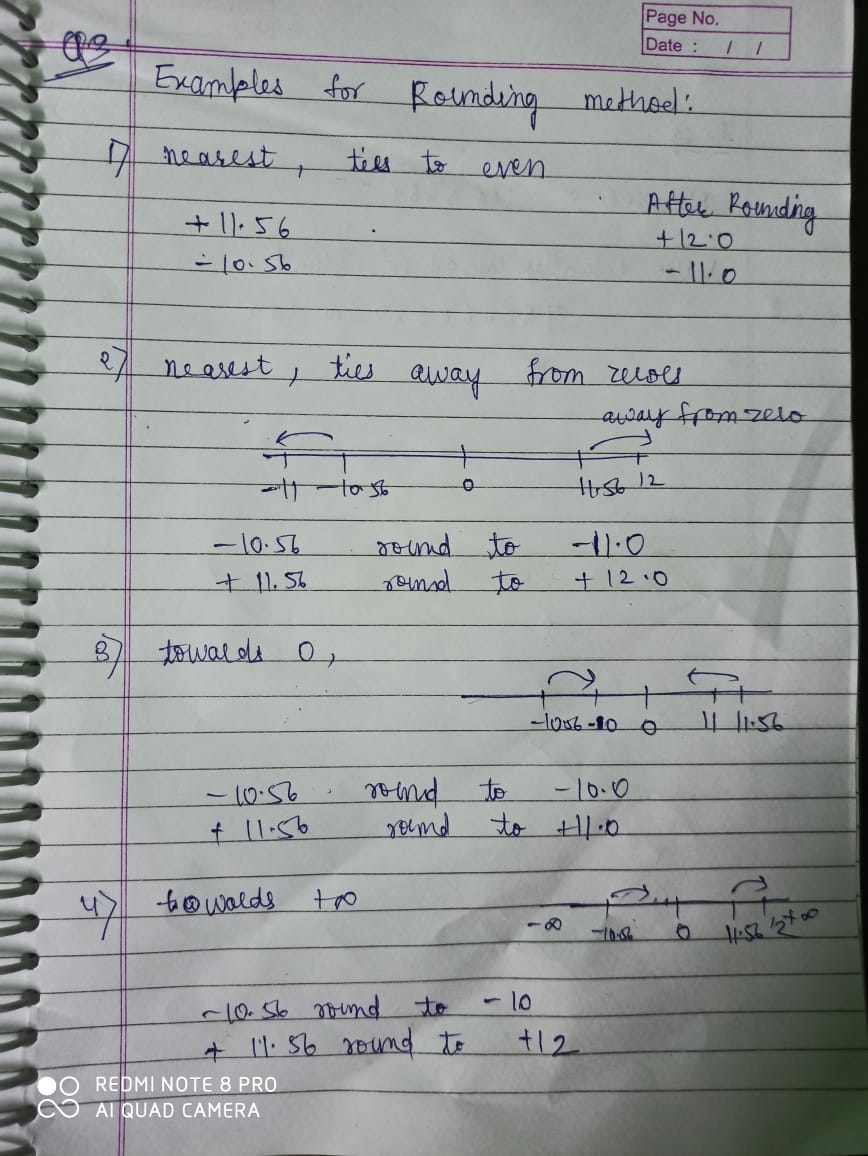 Page No.
Date : / /
Q3.
Examples for Rounding method:
1) nearest, ties to even
After Rounding
+ 11.56 +12.0
- 10.56 - 11.0
2) nearest, ties away from zeroes
away from zero
-11 -10.56 0 11.56 12
-10.56 round to -11.0
+ 11.56 round to + 12.0
3) towards 0,
-10.56 -10 0 11 11.56
-10.56 round to -10.0
+ 11.56 round to +11.0
4) towards +∞
-∞ -10.56 0 11.56 12 +∞
-10.56 round to -10
+ 11.56 round to +12
REDMI NOTE 8 PRO
AI QUAD CAMERA